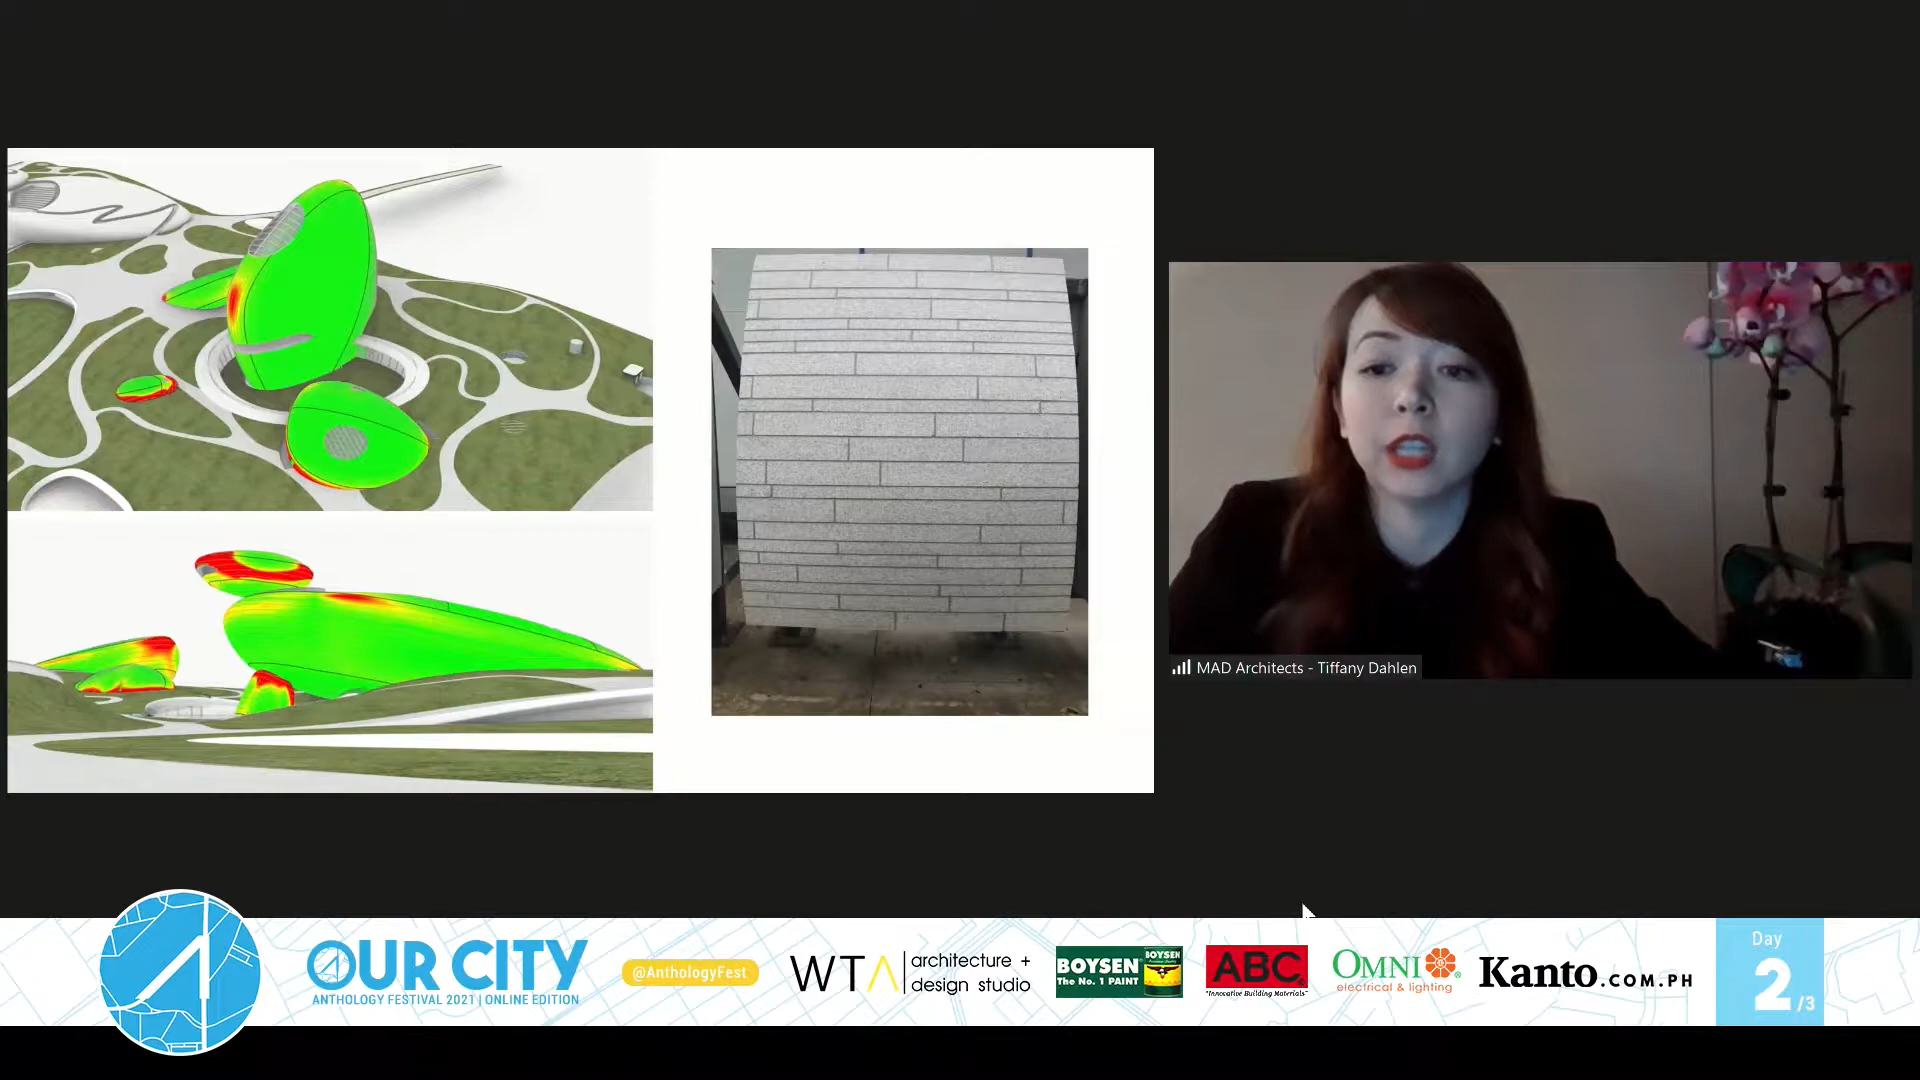 MAD Architects - Tiffany Dahlen
OUR CITY
ANTHOLOGY FESTIVAL 2021 | ONLINE EDITION
@AnthologyFest
WTA
architecture +
design studio
BOYSEN
The No. 1 PAINT
BOYSEN
ABC
"Innovative Building Materials"
OMNI
electrical & lighting
Kanto.COM.PH
Day
2/3